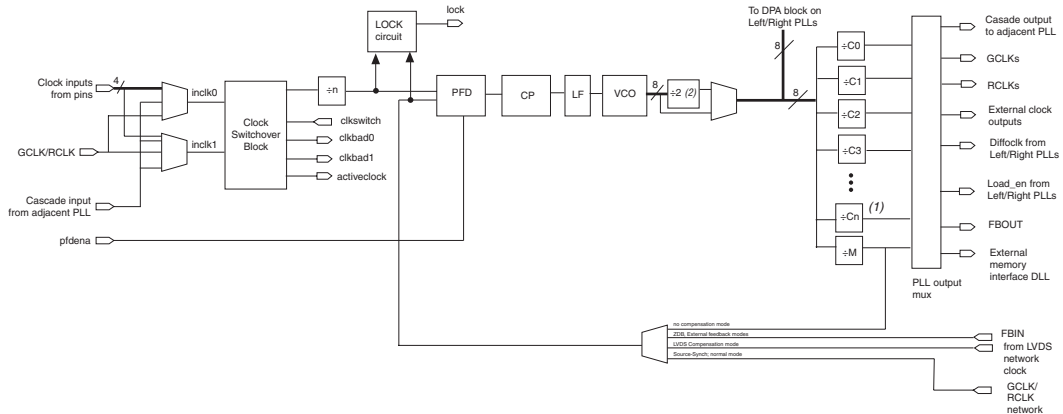 To DPA block on
Left/Right PLLs
LOCK
circuit
lock
Casade output
to adjacent PLL
GCLKs
RCLKs
External clock
outputs
Diffoclk from
Left/Right PLLs
Load_en from
Left/Right PLLs
FBOUT
External
memory
interface DLL
PLL output
mux
Clock inputs
from pins
4
inclk0
inclk1
GCLK/RCLK
Cascade input
from adjacent PLL
pfdena
Clock
Switchover
Block
÷n
clkswitch
clkbad0
clkbad1
activeclock
PFD
CP
LF
VCO
8
÷2 (2)
8
8
÷C0
÷C1
÷C2
÷C3
÷Cn
(1)
÷M
no compensation mode
ZDB, External feedback modes
LVDS Compensation mode
Source-Synch; normal mode
FBIN
from LVDS
network
clock
GCLK/
RCLK
network